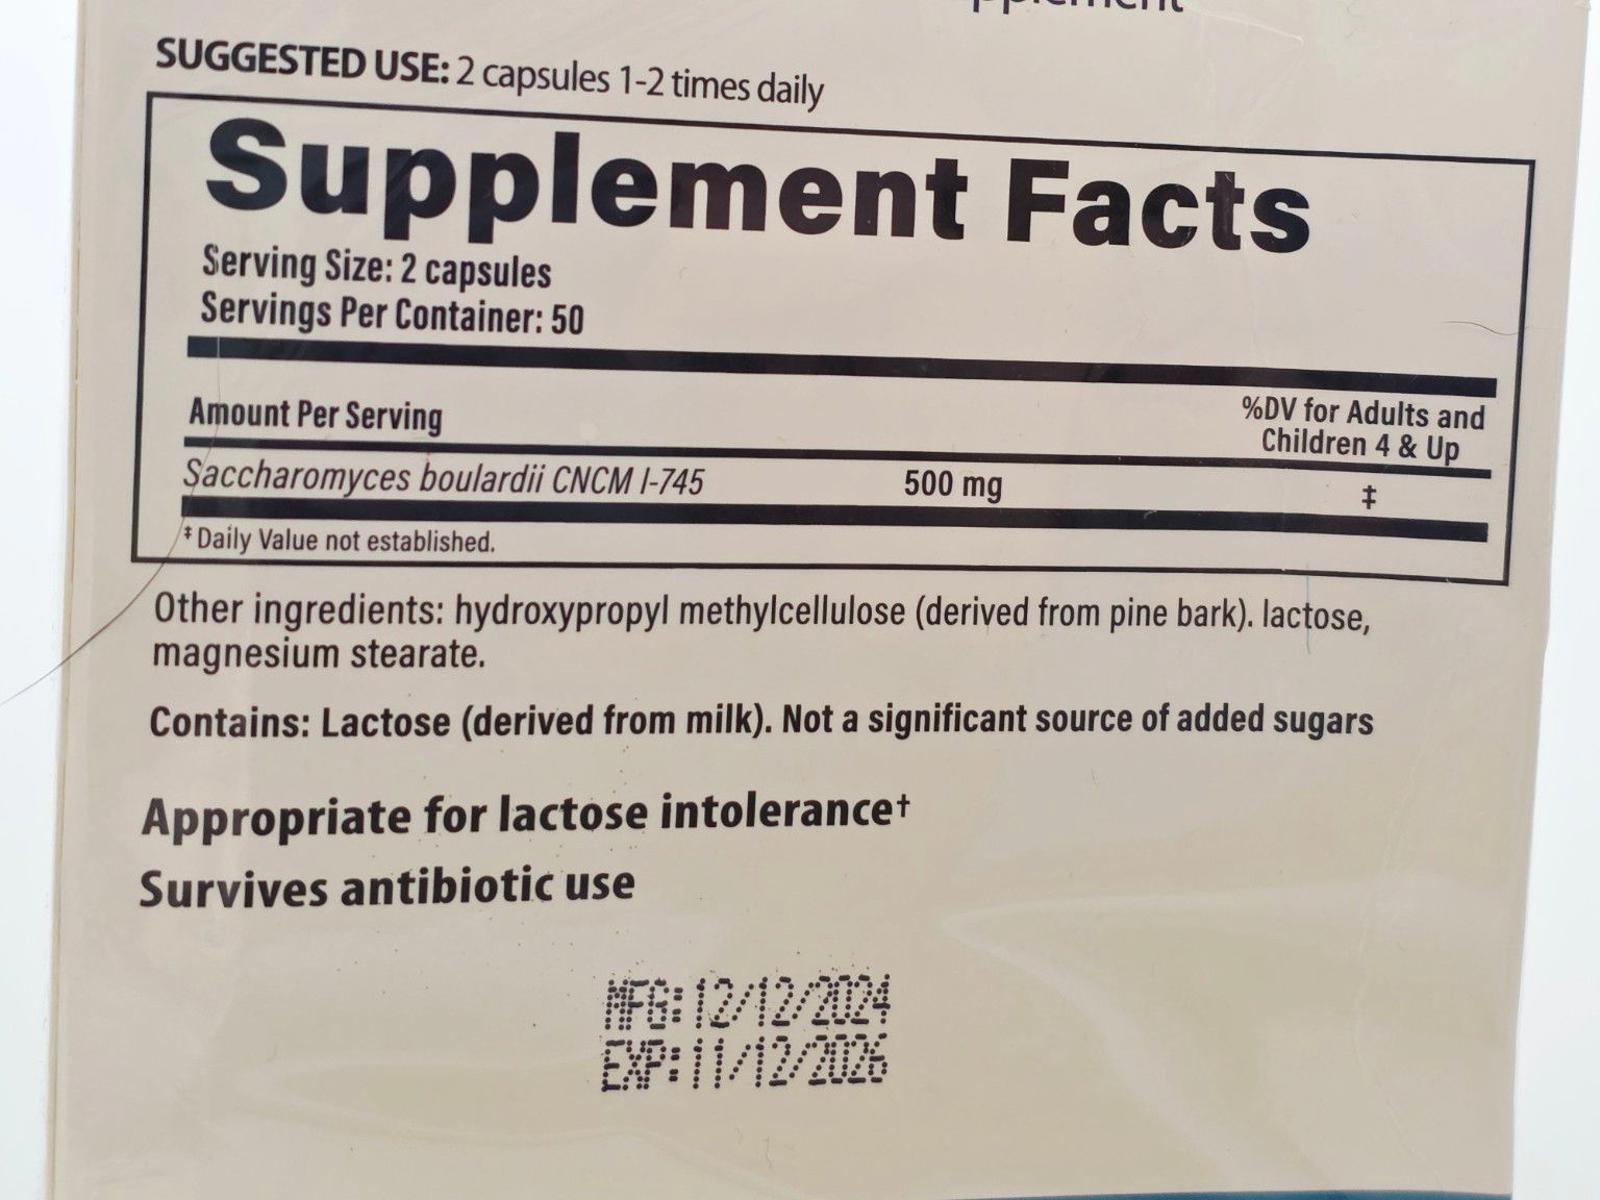 SUGGESTED USE: 2 capsules 1-2 times daily
Supplement Facts
Serving Size: 2 capsules
Servings Per Container: 50
Amount Per Serving %DV for Adults and
Children 4 & Up
Saccharomyces boulardii CNCM I-745 500 mg ‡
‡ Daily Value not established.
Other ingredients: hydroxypropyl methylcellulose (derived from pine bark). lactose,
magnesium stearate.
Contains: Lactose (derived from milk). Not a significant source of added sugars
Appropriate for lactose intolerance†
Survives antibiotic use
MFG: 12/12/2024
EXP: 11/12/2026